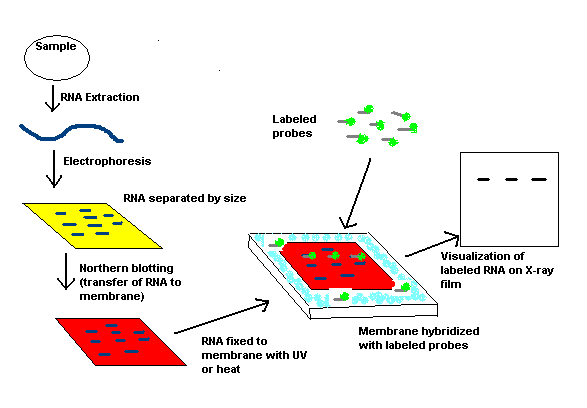 Sample
RNA Extraction
Electrophoresis
RNA separated by size
Northern blotting
(transfer of RNA to
membrane)
RNA fixed to
membrane with UV
or heat
Labeled
probes
Membrane hybridized
with labeled probes
Visualization of
labeled RNA on X-ray
film